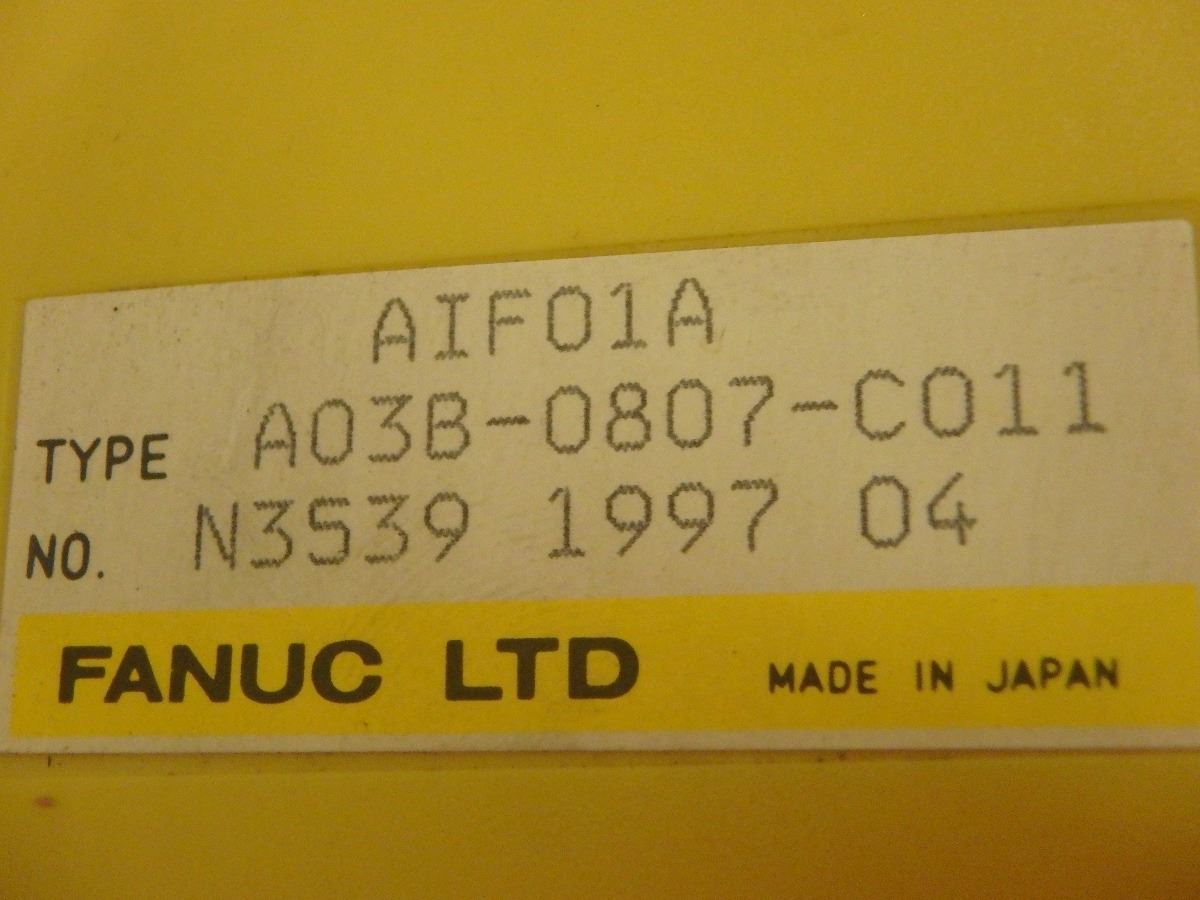 AIF01A
TYPE A03B-0807-C011
NO. N3539 1997 04
FANUC LTD MADE IN JAPAN